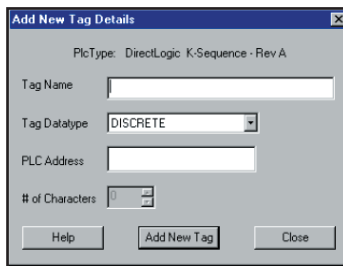 Add New Tag Details
PlcType: DirectLogic K-Sequence - Rev A
Tag Name
Tag Datatype DISCRETE
PLC Address
# of Characters 0
Help Add New Tag Close